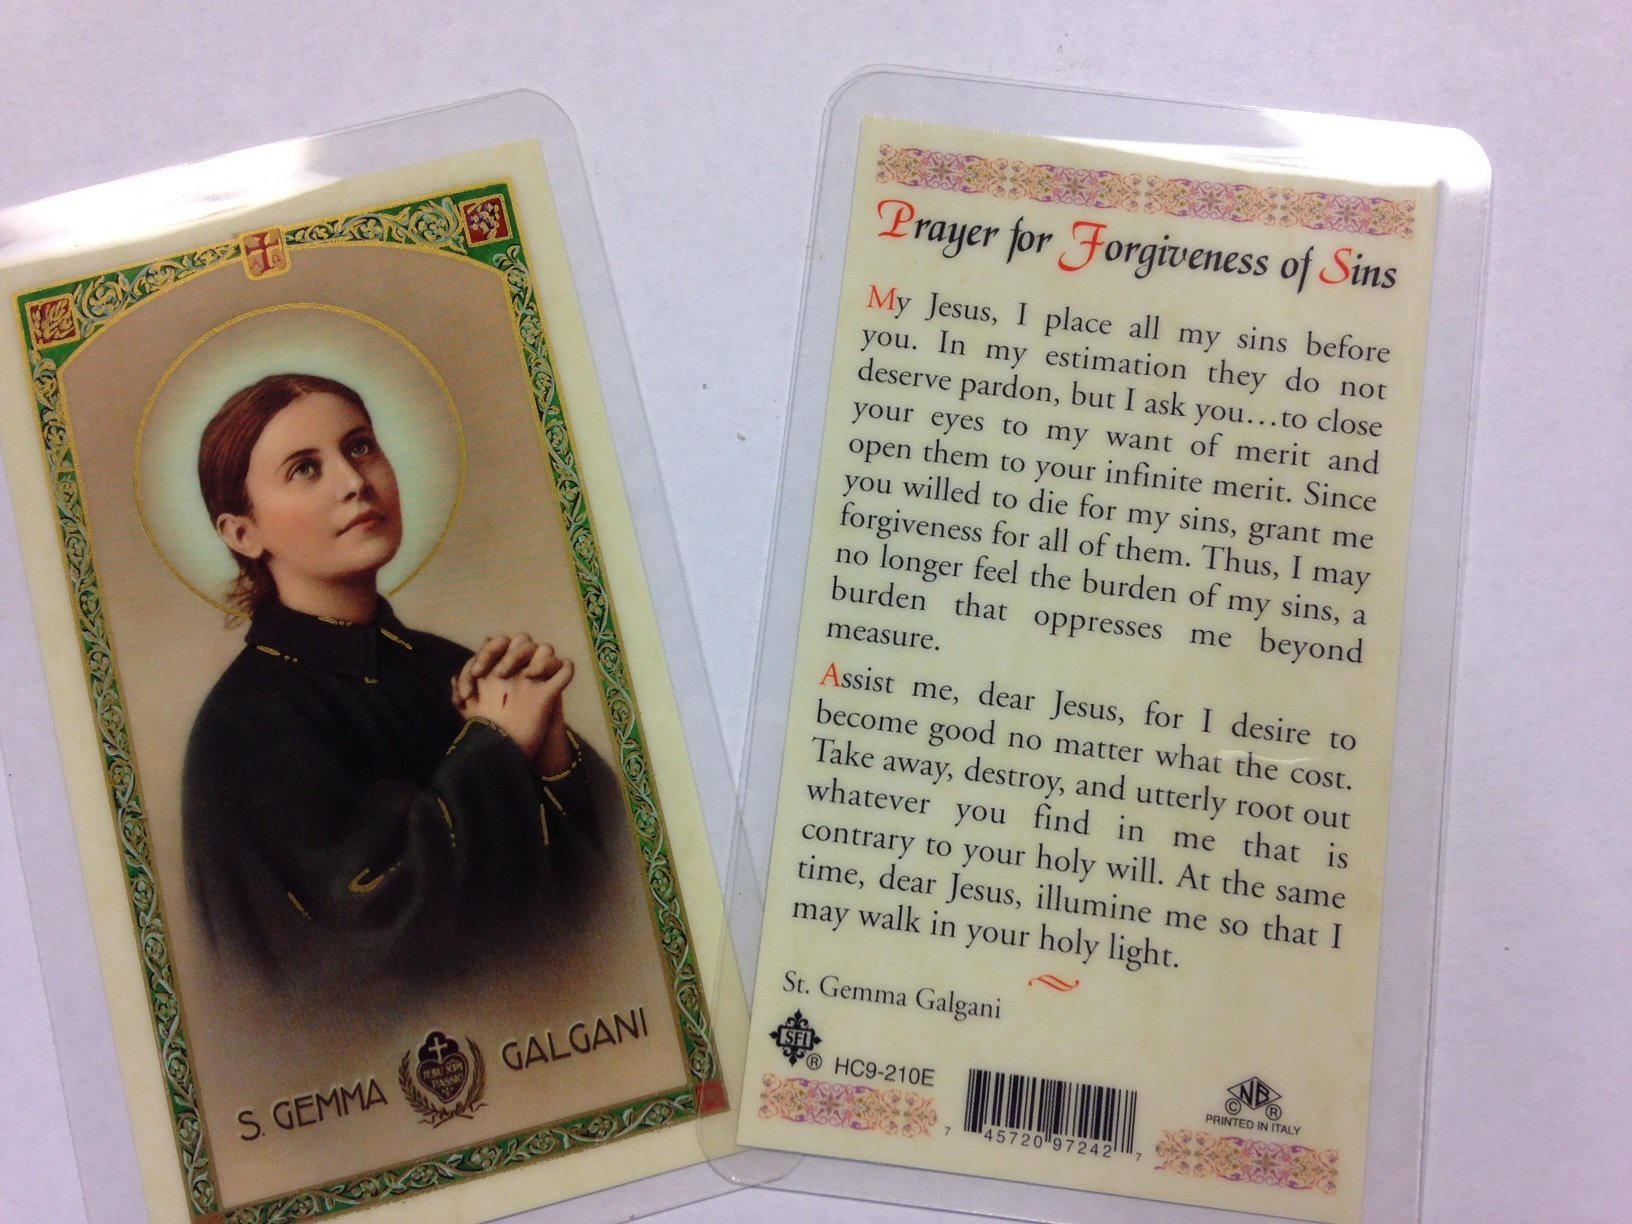 S. GEMMA GALGANI
JESU XPI
PASSIO
Prayer for Forgiveness of Sins
My Jesus, I place all my sins before
you. In my estimation they do not
deserve pardon, but I ask you...to close
your eyes to my want of merit and
open them to your infinite merit. Since
you willed to die for my sins, grant me
forgiveness for all of them. Thus, I may
no longer feel the burden of my sins, a
burden that oppresses me beyond
measure.
Assist me, dear Jesus, for I desire to
become good no matter what the cost.
Take away, destroy, and utterly root out
whatever you find in me that is
contrary to your holy will. At the same
time, dear Jesus, illumine me so that I
may walk in your holy light.
St. Gemma Galgani
SFI ®
HC9-210E
7 45720 97242 7
NB
© ®
PRINTED IN ITALY